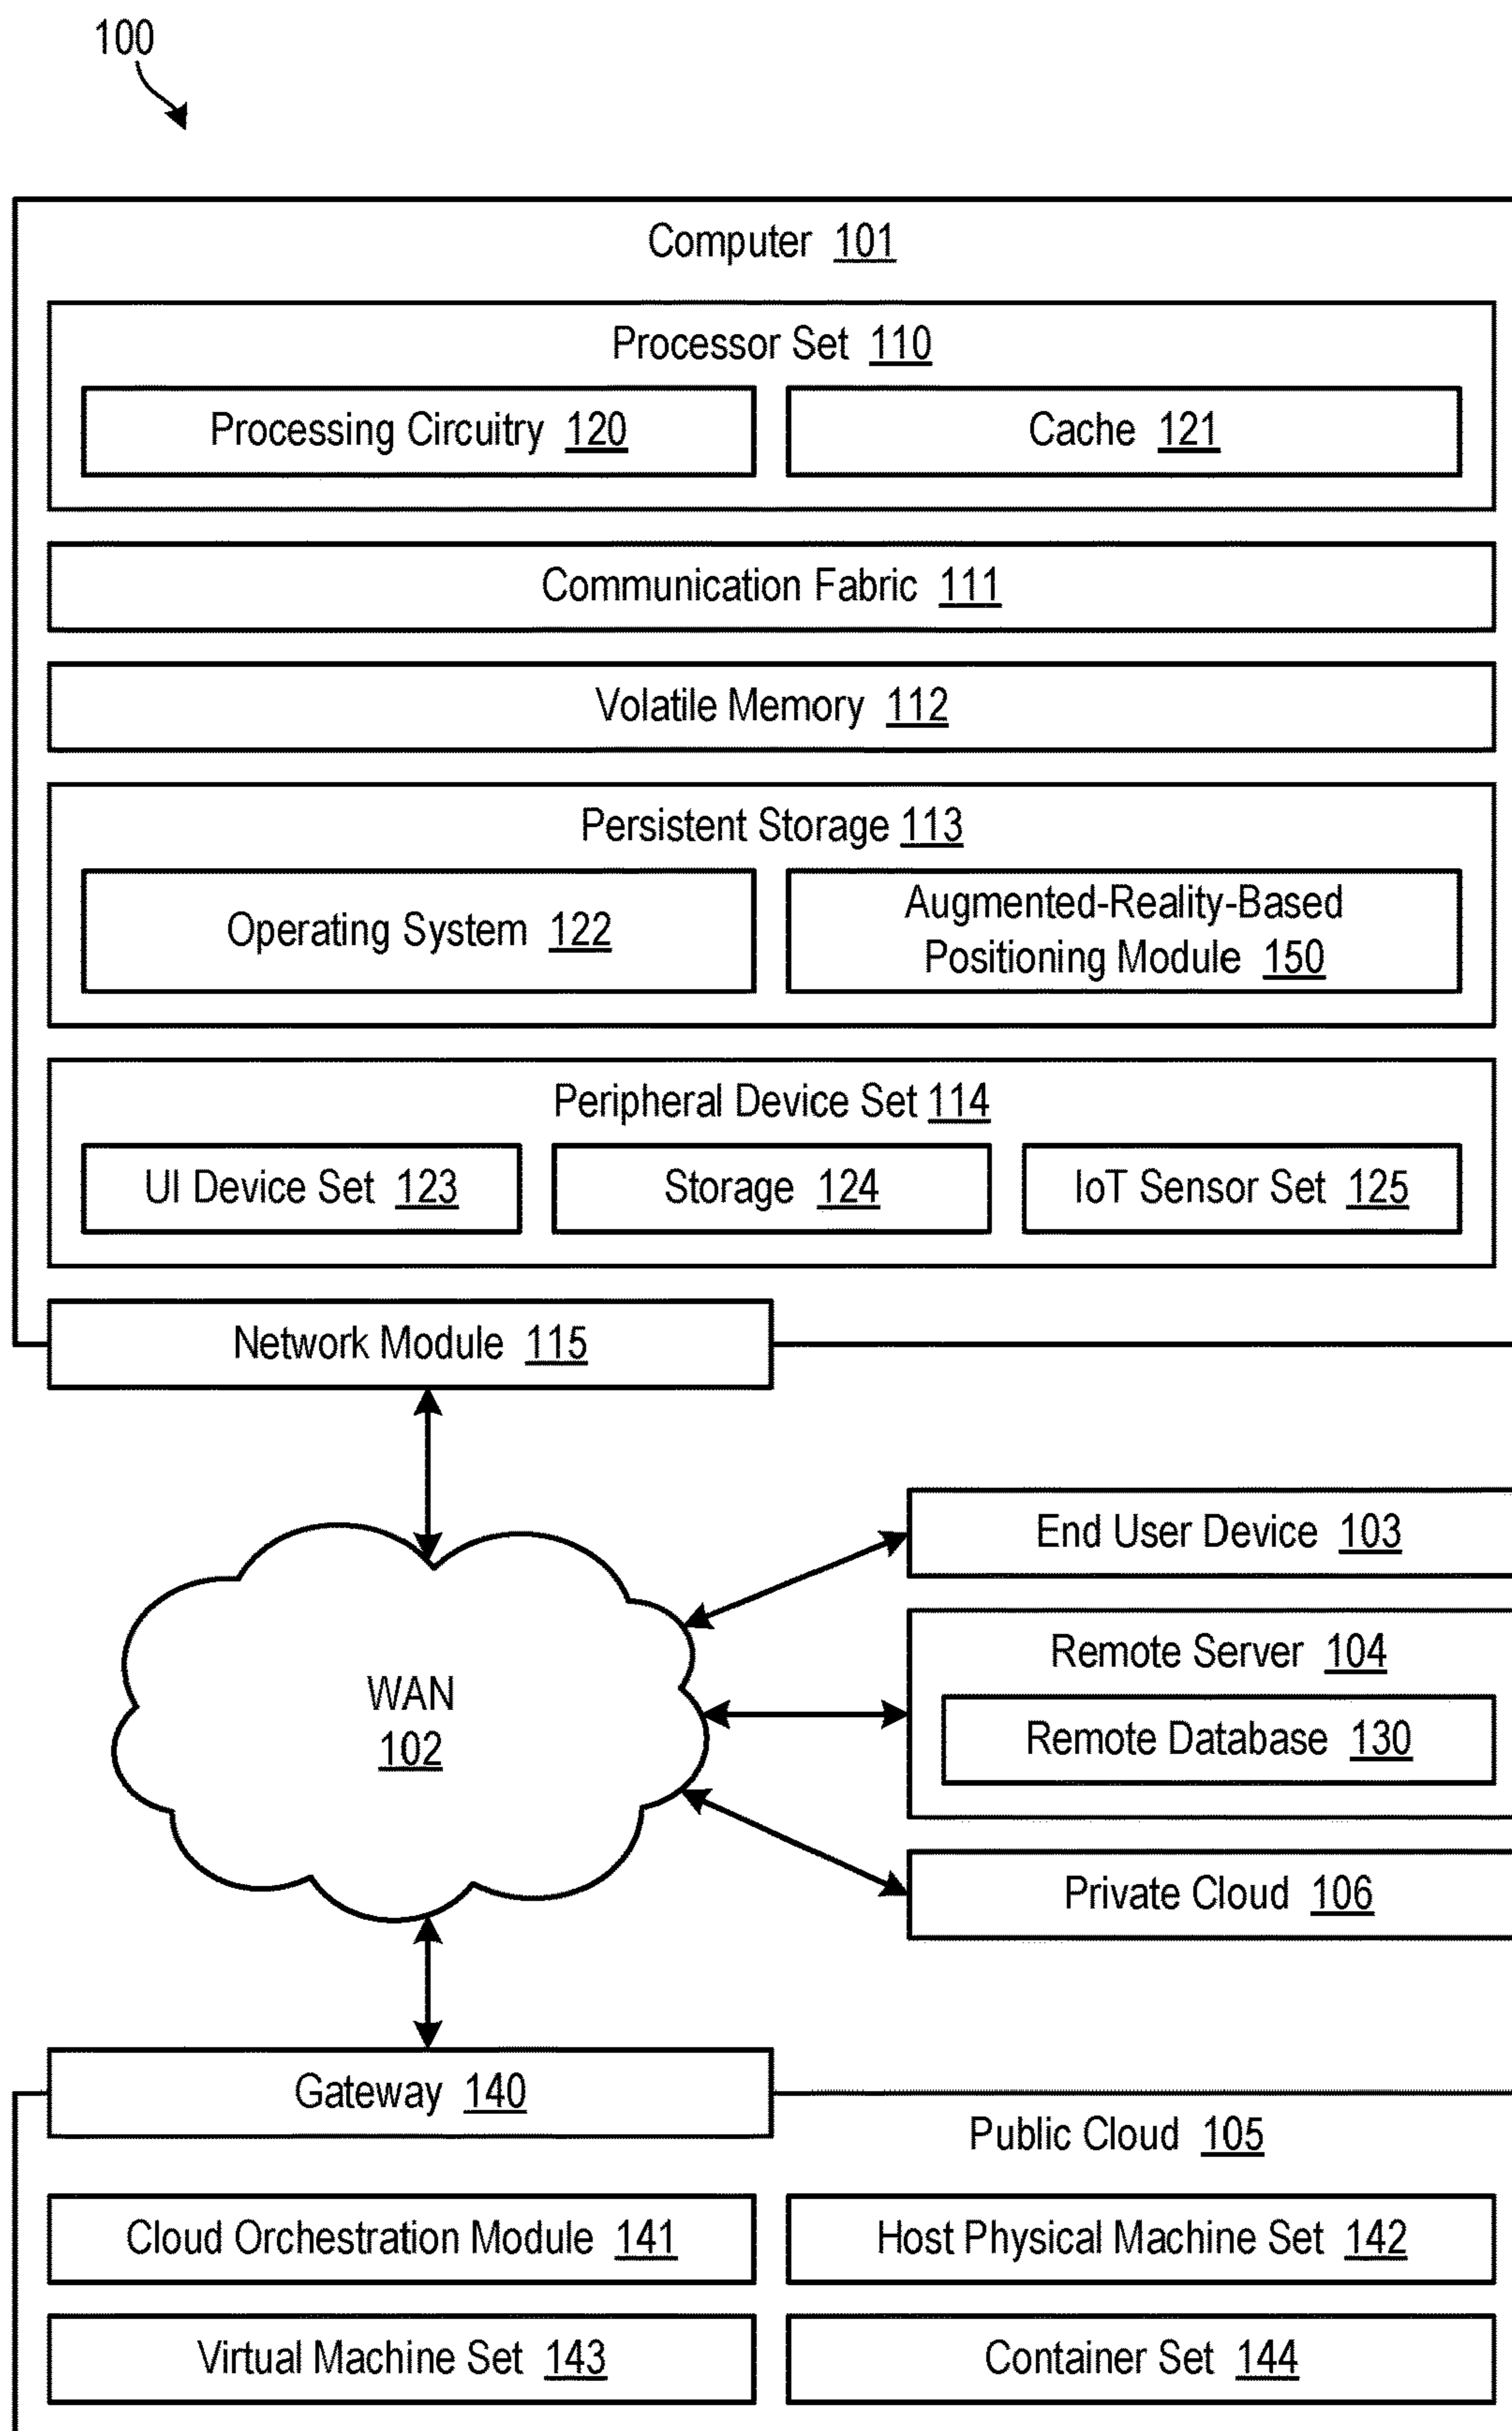 100
Computer 101
Processor Set 110
Processing Circuitry 120
Cache 121
Communication Fabric 111
Volatile Memory 112
Persistent Storage 113
Operating System 122
Augmented-Reality-Based
Positioning Module 150
Peripheral Device Set 114
UI Device Set 123
Storage 124
IoT Sensor Set 125
Network Module 115
End User Device 103
Remote Server 104
WAN
102
Remote Database 130
Private Cloud 106
Gateway 140
Public Cloud 105
Cloud Orchestration Module 141
Host Physical Machine Set 142
Virtual Machine Set 143
Container Set 144